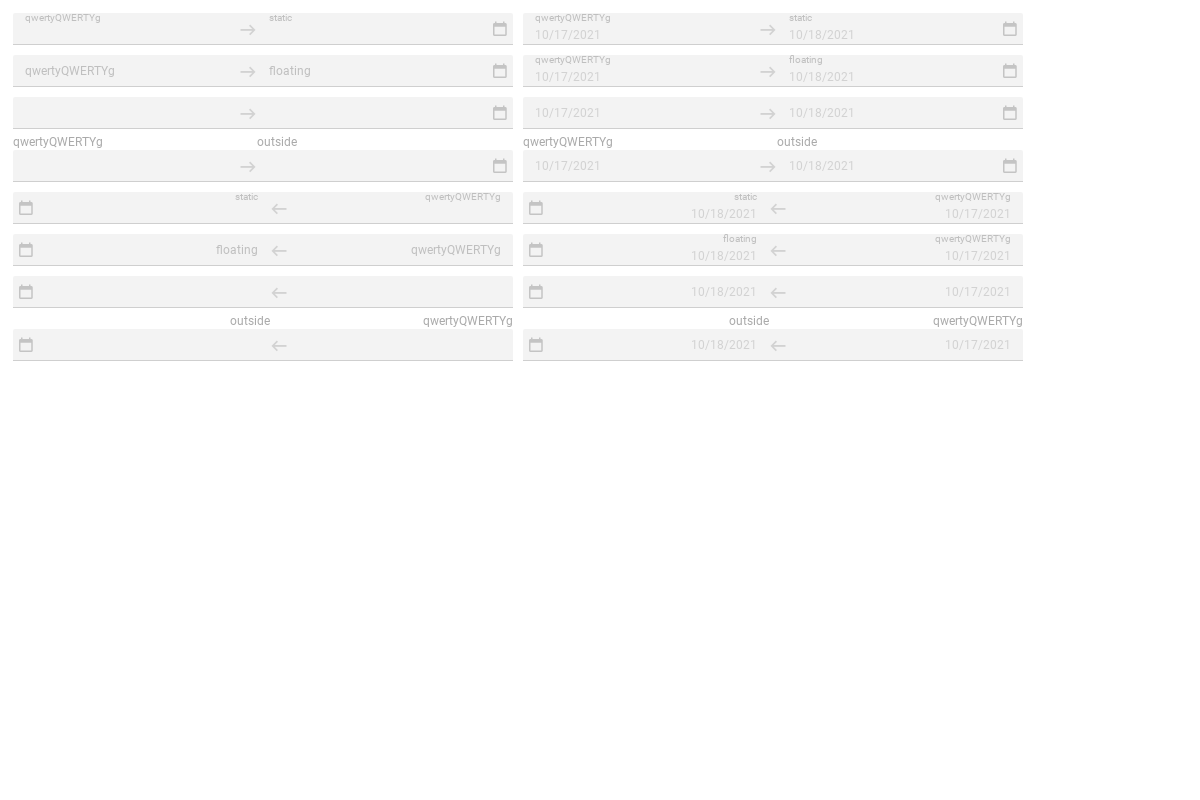 qwertyQWERTYg static qwertyQWERTYg static
10/17/2021 10/18/2021
qwertyQWERTYg floating qwertyQWERTYg floating
10/17/2021 10/18/2021
10/17/2021 10/18/2021
qwertyQWERTYg outside qwertyQWERTYg outside
10/17/2021 10/18/2021
static qwertyQWERTYg static qwertyQWERTYg
10/18/2021 10/17/2021
floating qwertyQWERTYg floating qwertyQWERTYg
10/18/2021 10/17/2021
10/18/2021 10/17/2021
outside qwertyQWERTYg outside qwertyQWERTYg
10/18/2021 10/17/2021